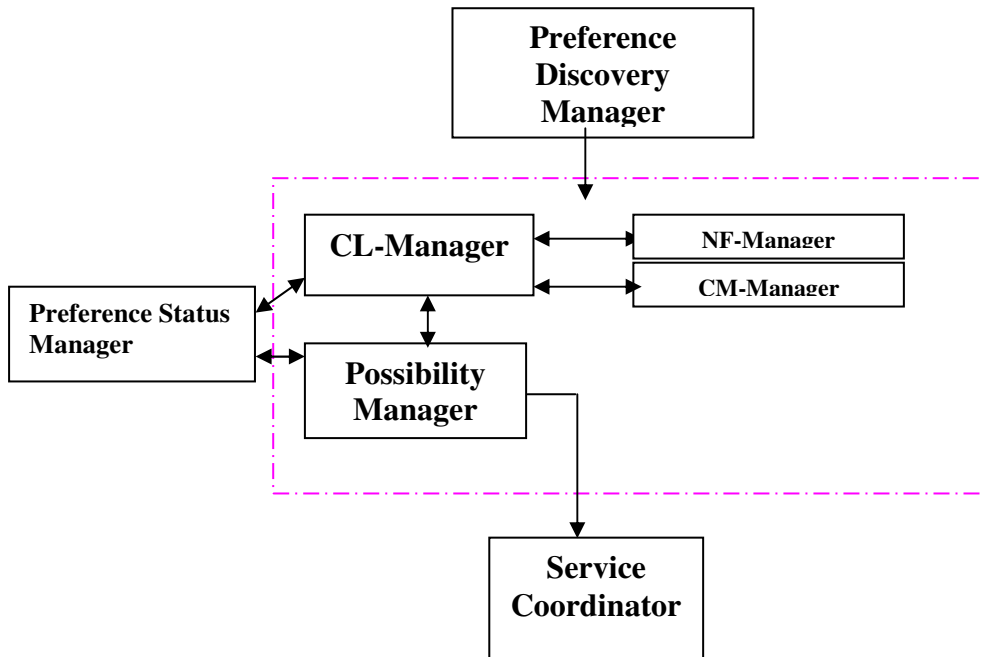 Preference
Discovery
Manager
CL-Manager
NF-Manager
CM-Manager
Preference Status
Manager
Possibility
Manager
Service
Coordinator